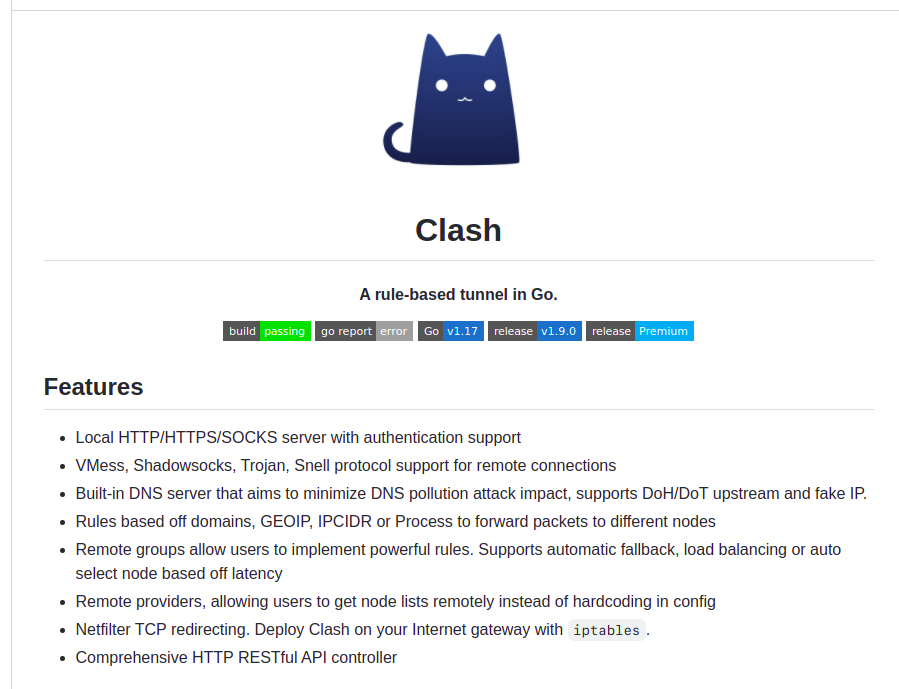 Clash
A rule-based tunnel in Go.
build passing go report error Go v1.17 release v1.9.0 release Premium
Features
Local HTTP/HTTPS/SOCKS server with authentication support
VMess, Shadowsocks, Trojan, Snell protocol support for remote connections
Built-in DNS server that aims to minimize DNS pollution attack impact, supports DoH/DoT upstream and fake IP.
Rules based off domains, GEOIP, IPCIDR or Process to forward packets to different nodes
Remote groups allow users to implement powerful rules. Supports automatic fallback, load balancing or auto
select node based off latency
Remote providers, allowing users to get node lists remotely instead of hardcoding in config
Netfilter TCP redirecting. Deploy Clash on your Internet gateway with iptables.
Comprehensive HTTP RESTful API controller